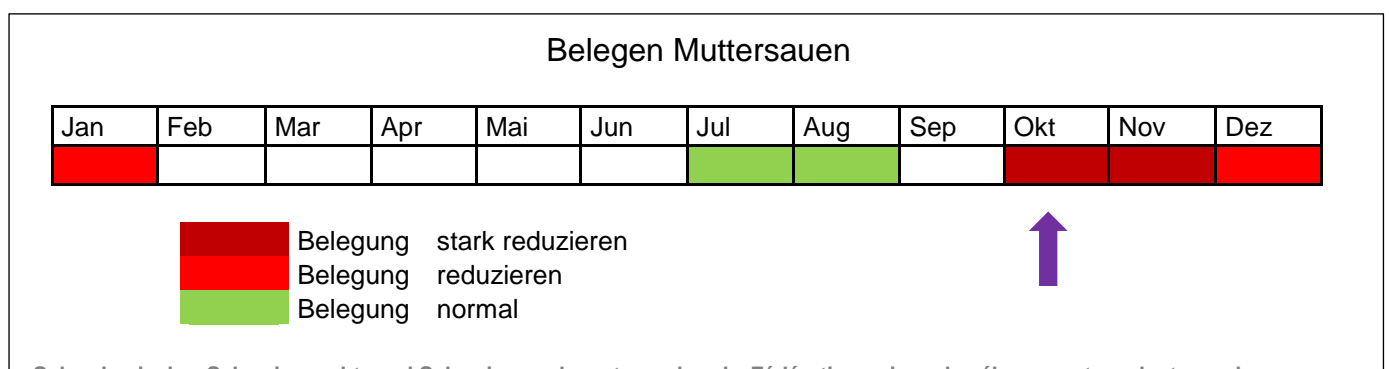 Belegen Muttersauen
Jan Feb Mar Apr Mai Jun Jul Aug Sep Okt Nov Dez
Belegung stark reduzieren
Belegung reduzieren
Belegung normal